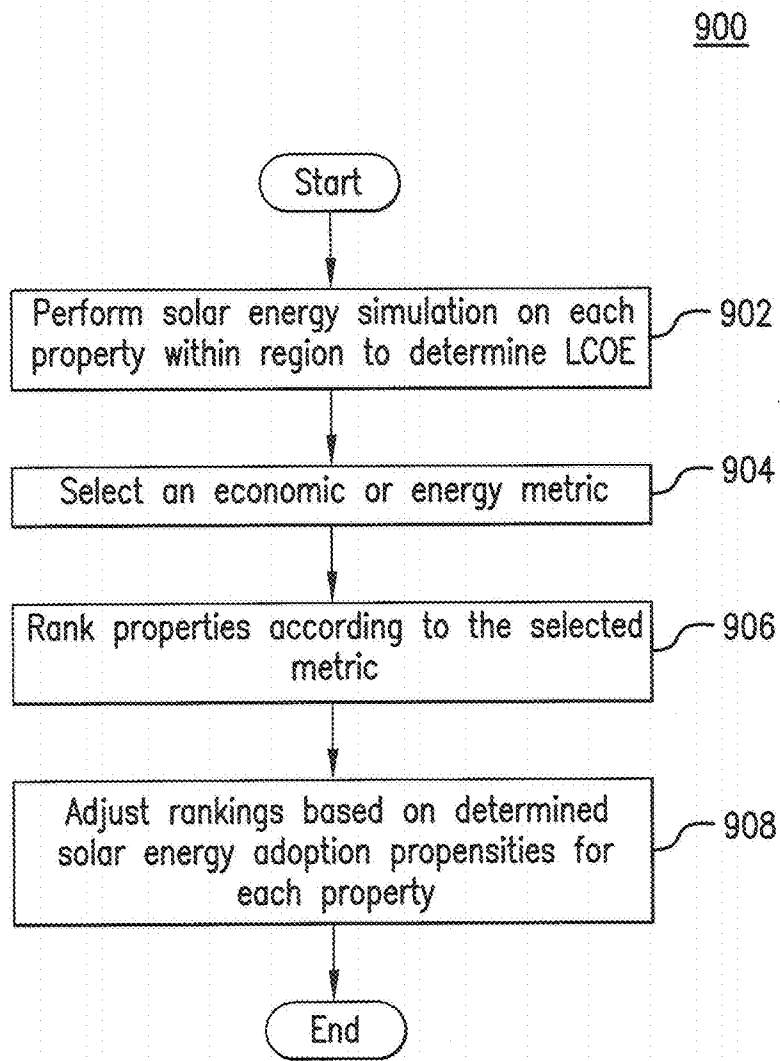 900
Start
Perform solar energy simulation on each
property within region to determine LCOE
902
Select an economic or energy metric
904
Rank properties according to the selected
metric
906
Adjust rankings based on determined
solar energy adoption propensities for
each property
908
End